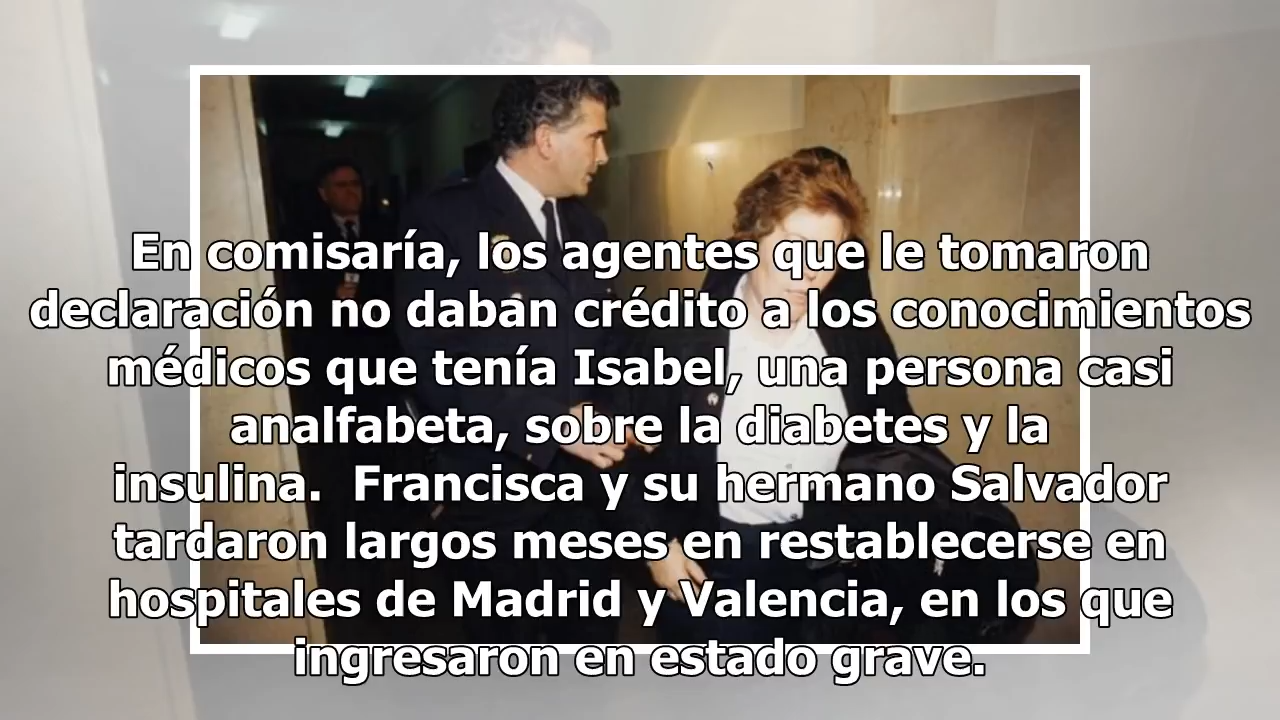 En comisaría, los agentes que le tomaron
declaración no daban crédito a los conocimientos
médicos que tenía Isabel, una persona casi
analfabeta, sobre la diabetes y la
insulina.  Francisca y su hermano Salvador
tardaron largos meses en restablecerse en
hospitales de Madrid y Valencia, en los que
ingresaron en estado grave.